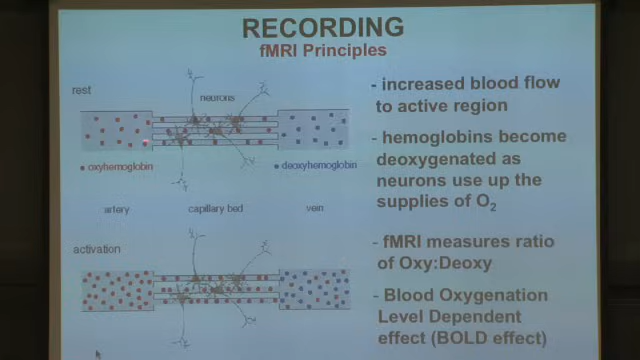 RECORDING
fMRI Principles
rest
neurons
oxyhemoglobin
deoxyhemoglobin
artery
capillary bed
vein
activation
- increased blood flow
to active region
- hemoglobins become
deoxygenated as
neurons use up the
supplies of O₂
- fMRI measures ratio
of Oxy:Deoxy
- Blood Oxygenation
Level Dependent
effect (BOLD effect)